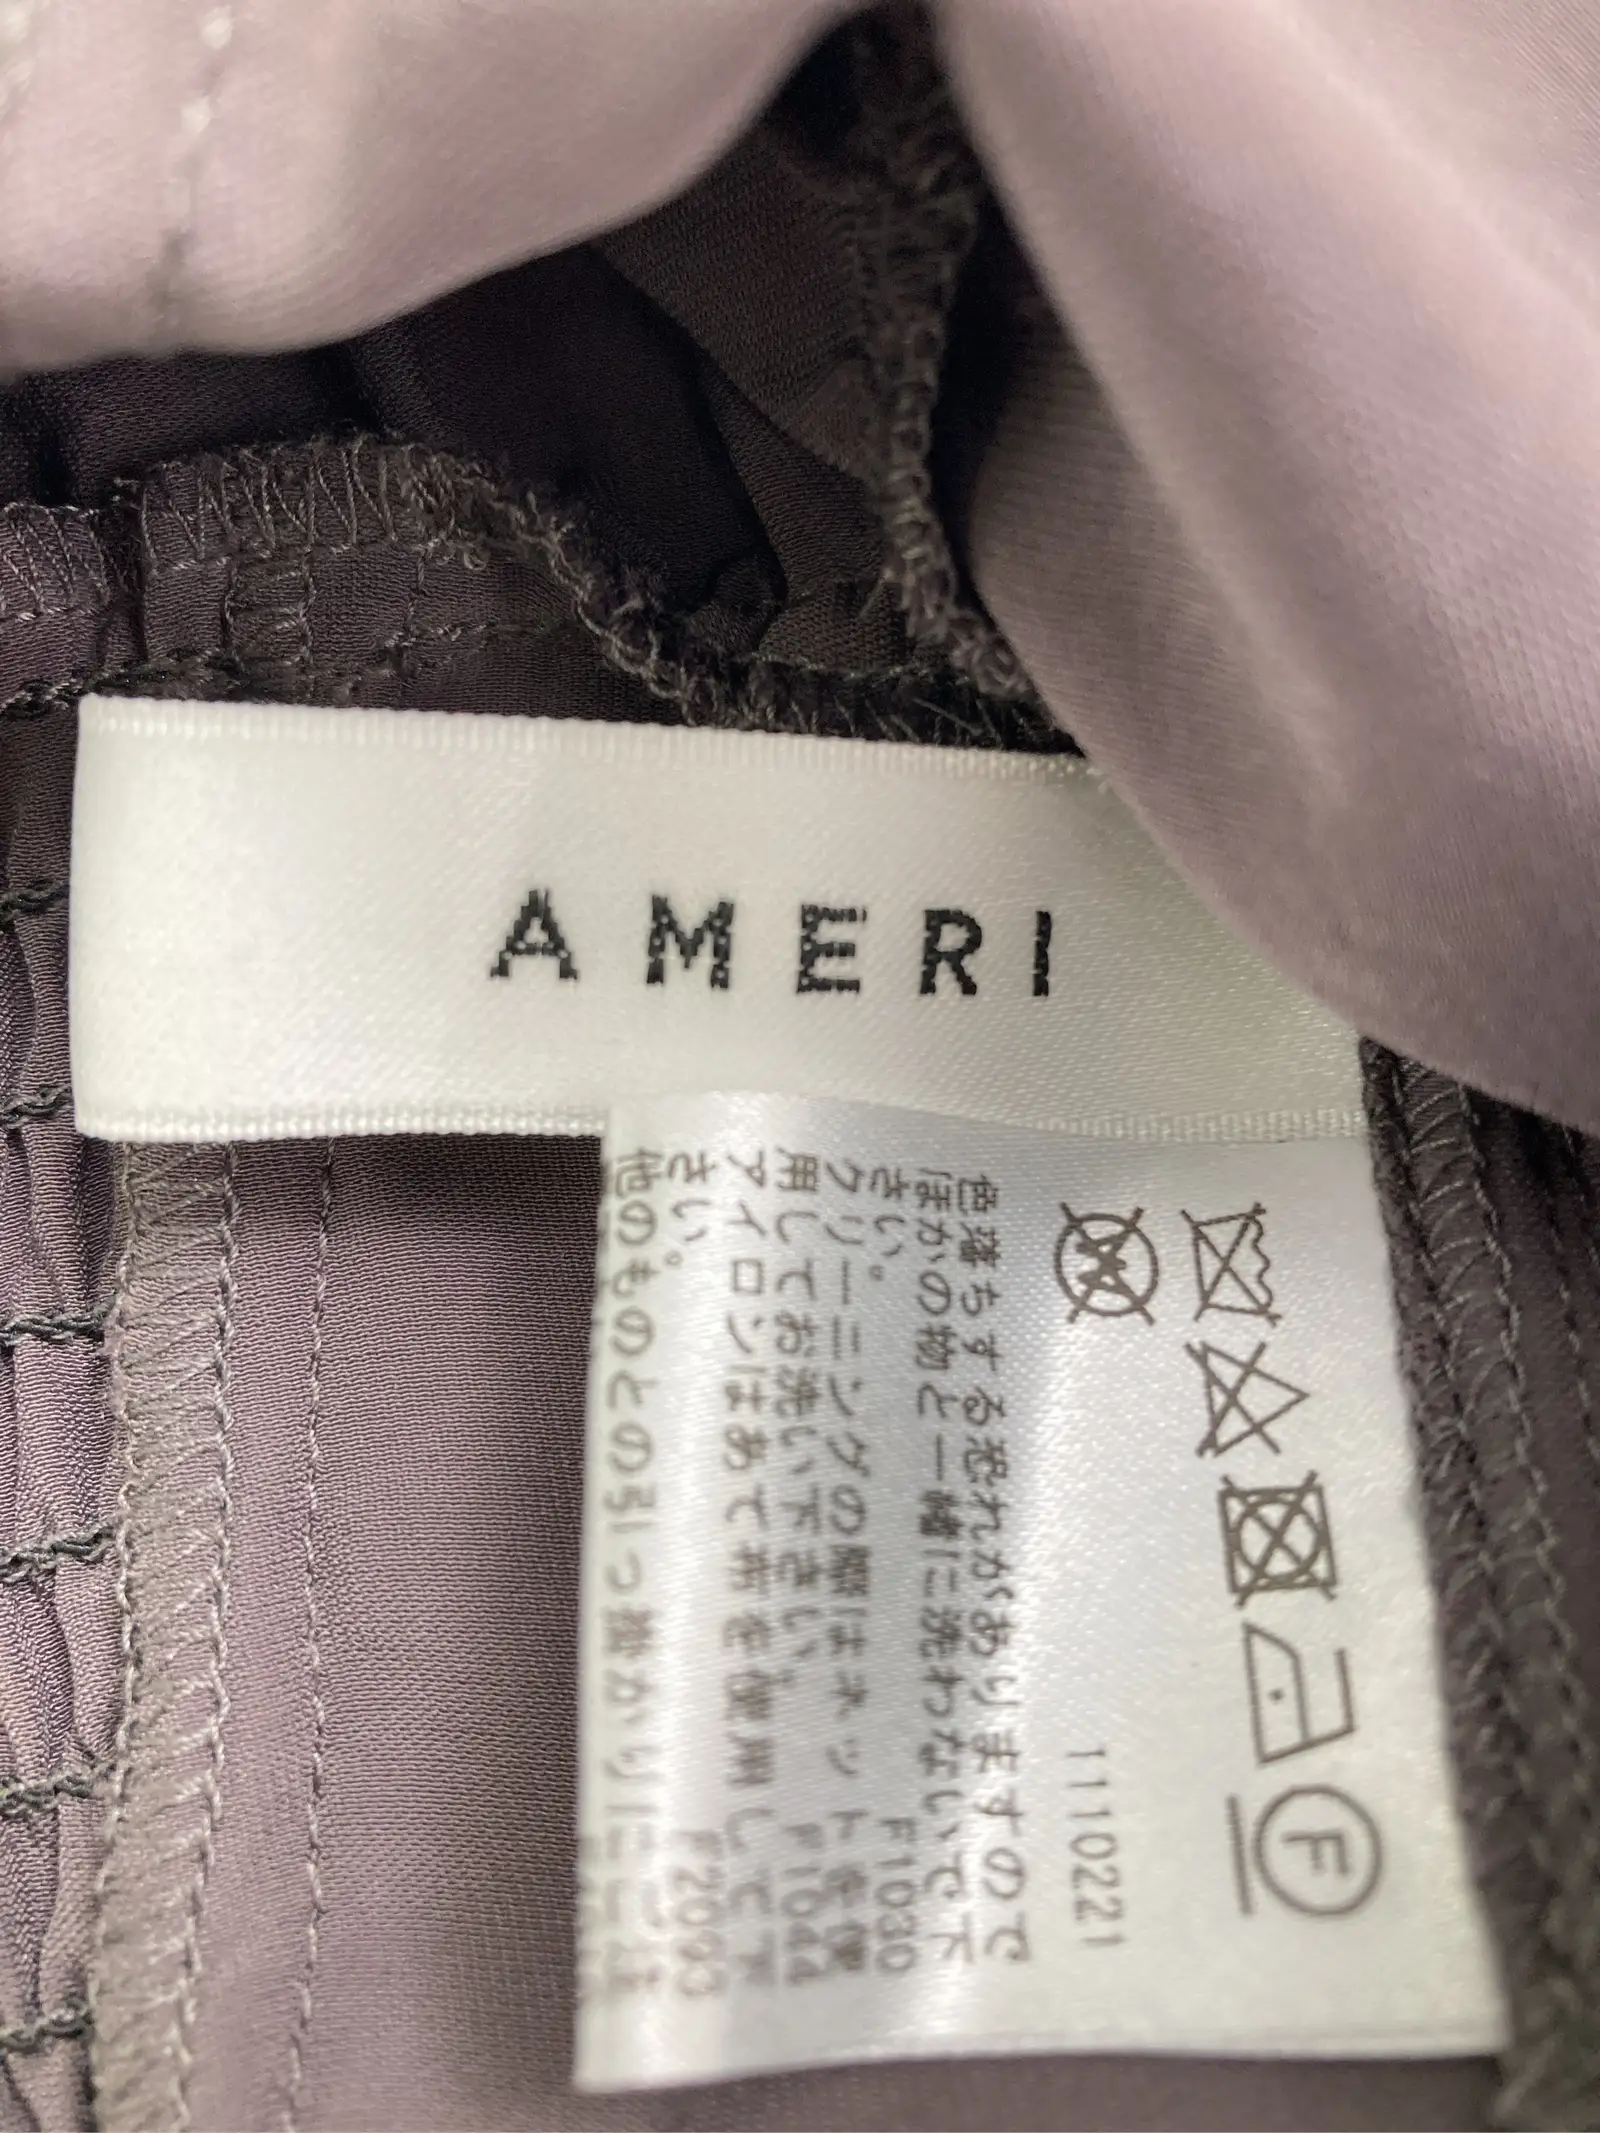 AMERI
W
F
1110221
色落ちする恐れがありますので
ほかの物と一緒に洗わないで下
さい。 F1030
クリーニングの際はネットを使
用してお洗い下さい。 F1044
アイロンはあて布を使用して下
さい。 F2093
他のものとの引っ掛かりにご注